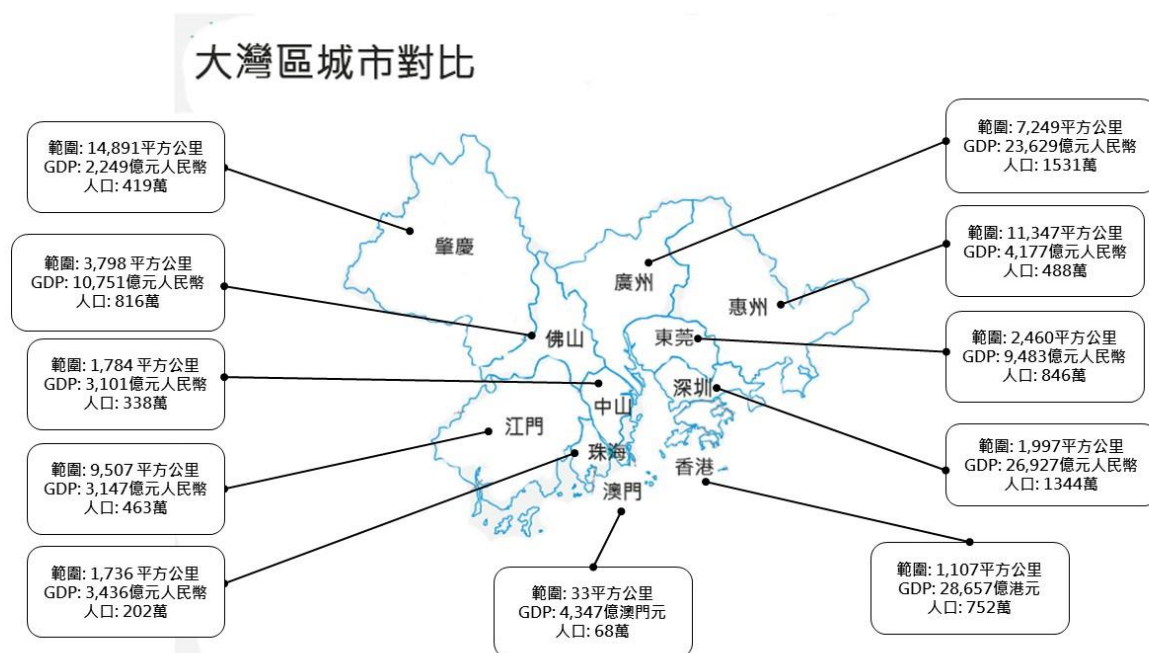 大灣區城市對比
範圍: 14,891平方公里
GDP: 2,249億元人民幣
人口: 419萬
範圍: 3,798 平方公里
GDP: 10,751億元人民幣
人口: 816萬
範圍: 1,784 平方公里
GDP: 3,101億元人民幣
人口: 338萬
範圍: 9,507 平方公里
GDP: 3,147億元人民幣
人口: 463萬
範圍: 1,736 平方公里
GDP: 3,436億元人民幣
人口: 202萬
肇慶
廣州
惠州
佛山
東莞
深圳
中山
江門
珠海
香港
澳門
範圍: 7,249平方公里
GDP: 23,629億元人民幣
人口: 1531萬
範圍: 11,347平方公里
GDP: 4,177億元人民幣
人口: 488萬
範圍: 2,460平方公里
GDP: 9,483億元人民幣
人口: 846萬
範圍: 1,997平方公里
GDP: 26,927億元人民幣
人口: 1344萬
範圍: 33平方公里
GDP: 4,347億澳門元
人口: 68萬
範圍: 1,107平方公里
GDP: 28,657億港元
人口: 752萬